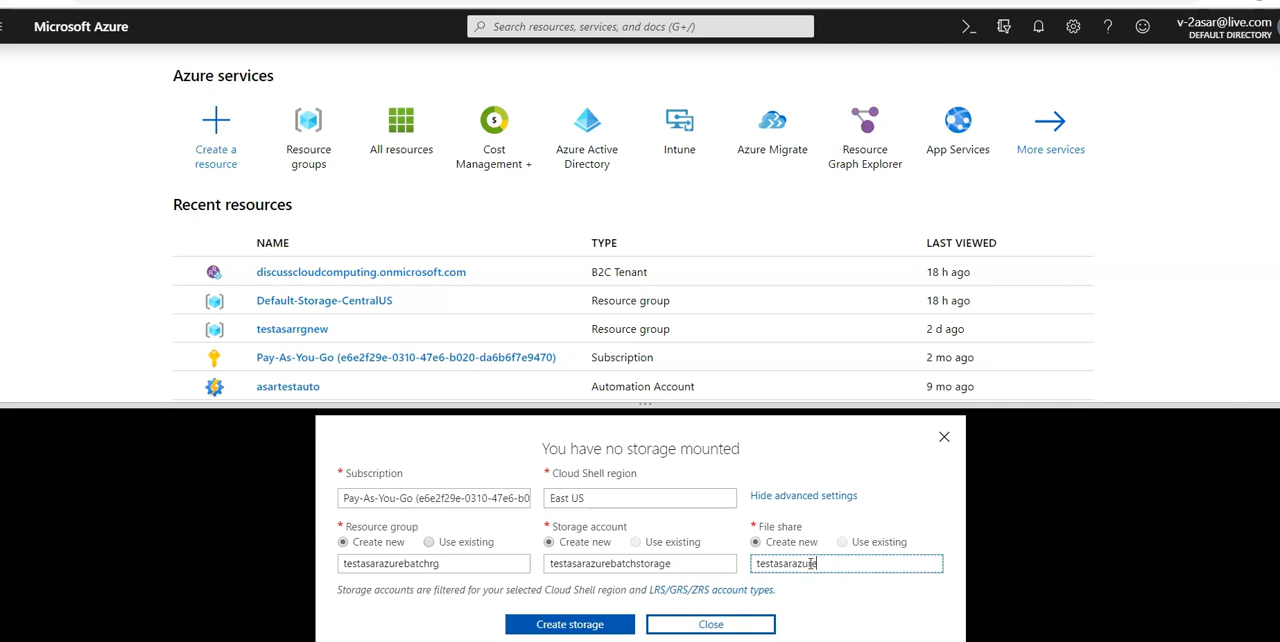 Microsoft Azure
Search resources, services, and docs (G+/)
v-2asar@live.com
DEFAULT DIRECTORY
Azure services
Create a resource
Resource groups
All resources
Cost Management +
Azure Active Directory
Intune
Azure Migrate
Resource Graph Explorer
App Services
More services
Recent resources
NAME TYPE LAST VIEWED
discusscloudcomputing.onmicrosoft.com B2C Tenant 18 h ago
Default-Storage-CentralUS Resource group 18 h ago
testasarrgnew Resource group 2 d ago
Pay-As-You-Go (e6e2f29e-0310-47e6-b020-da6b6f7e9470) Subscription 2 mo ago
asartestauto Automation Account 9 mo ago
You have no storage mounted
* Subscription * Cloud Shell region
Pay-As-You-Go (e6e2f29e-0310-47e6-b0 East US Hide advanced settings
* Resource group * Storage account * File share
Create new Use existing Create new Use existing Create new Use existing
testasarazurebatchrg testasarazurebatchstorage testasarazure
Storage accounts are filtered for your selected Cloud Shell region and LRS/GRS/ZRS account types.
Create storage Close